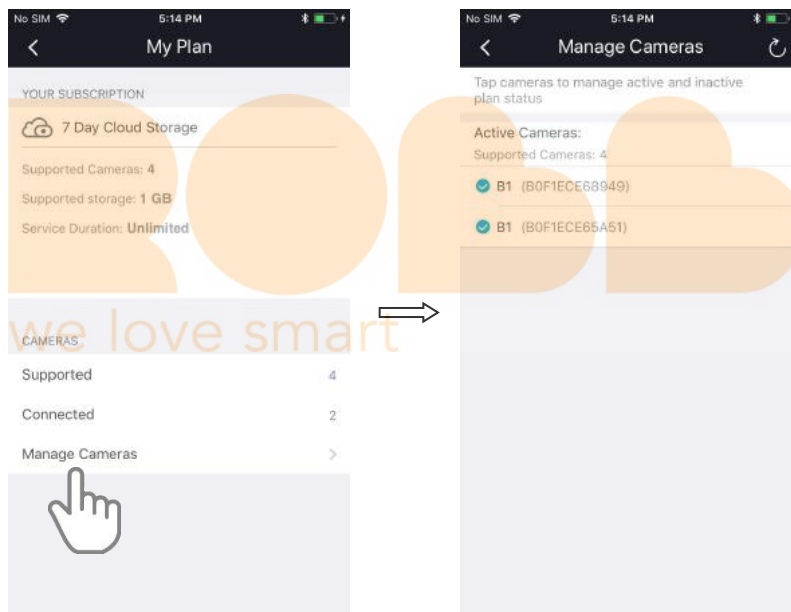 No SIM 5:14 PM
My Plan
YOUR SUBSCRIPTION
7 Day Cloud Storage
Supported Cameras: 4
Supported storage: 1 GB
Service Duration: Unlimited
CAMERAS
Supported 4
Connected 2
Manage Cameras
No SIM 5:14 PM
Manage Cameras
Tap cameras to manage active and inactive
plan status
Active Cameras:
Supported Cameras: 4
B1 (B0F1ECE68949)
B1 (B0F1ECE65A51)
ROBB
we love smart